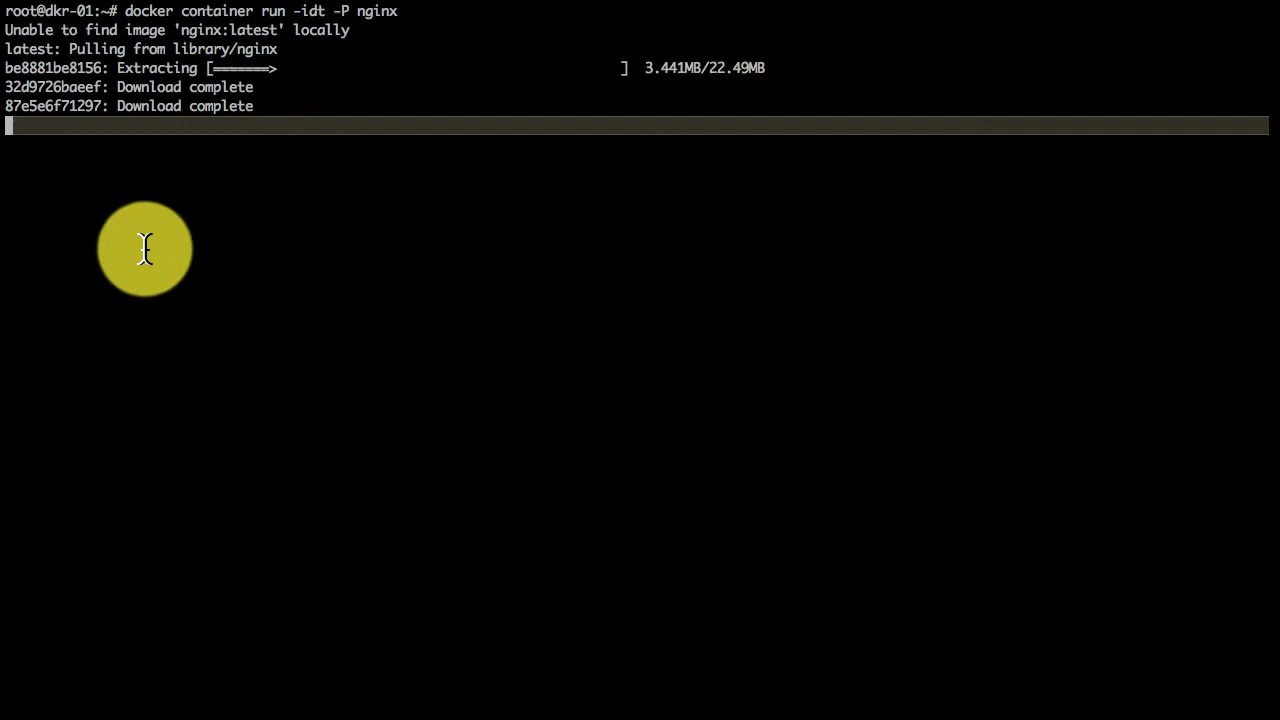 root@dkr-01:~# docker container run -idt -P nginx
Unable to find image 'nginx:latest' locally
latest: Pulling from library/nginx
be8881be8156: Extracting [=======>                                           ]  3.441MB/22.49MB
32d9726baeef: Download complete
87e5e6f71297: Download complete